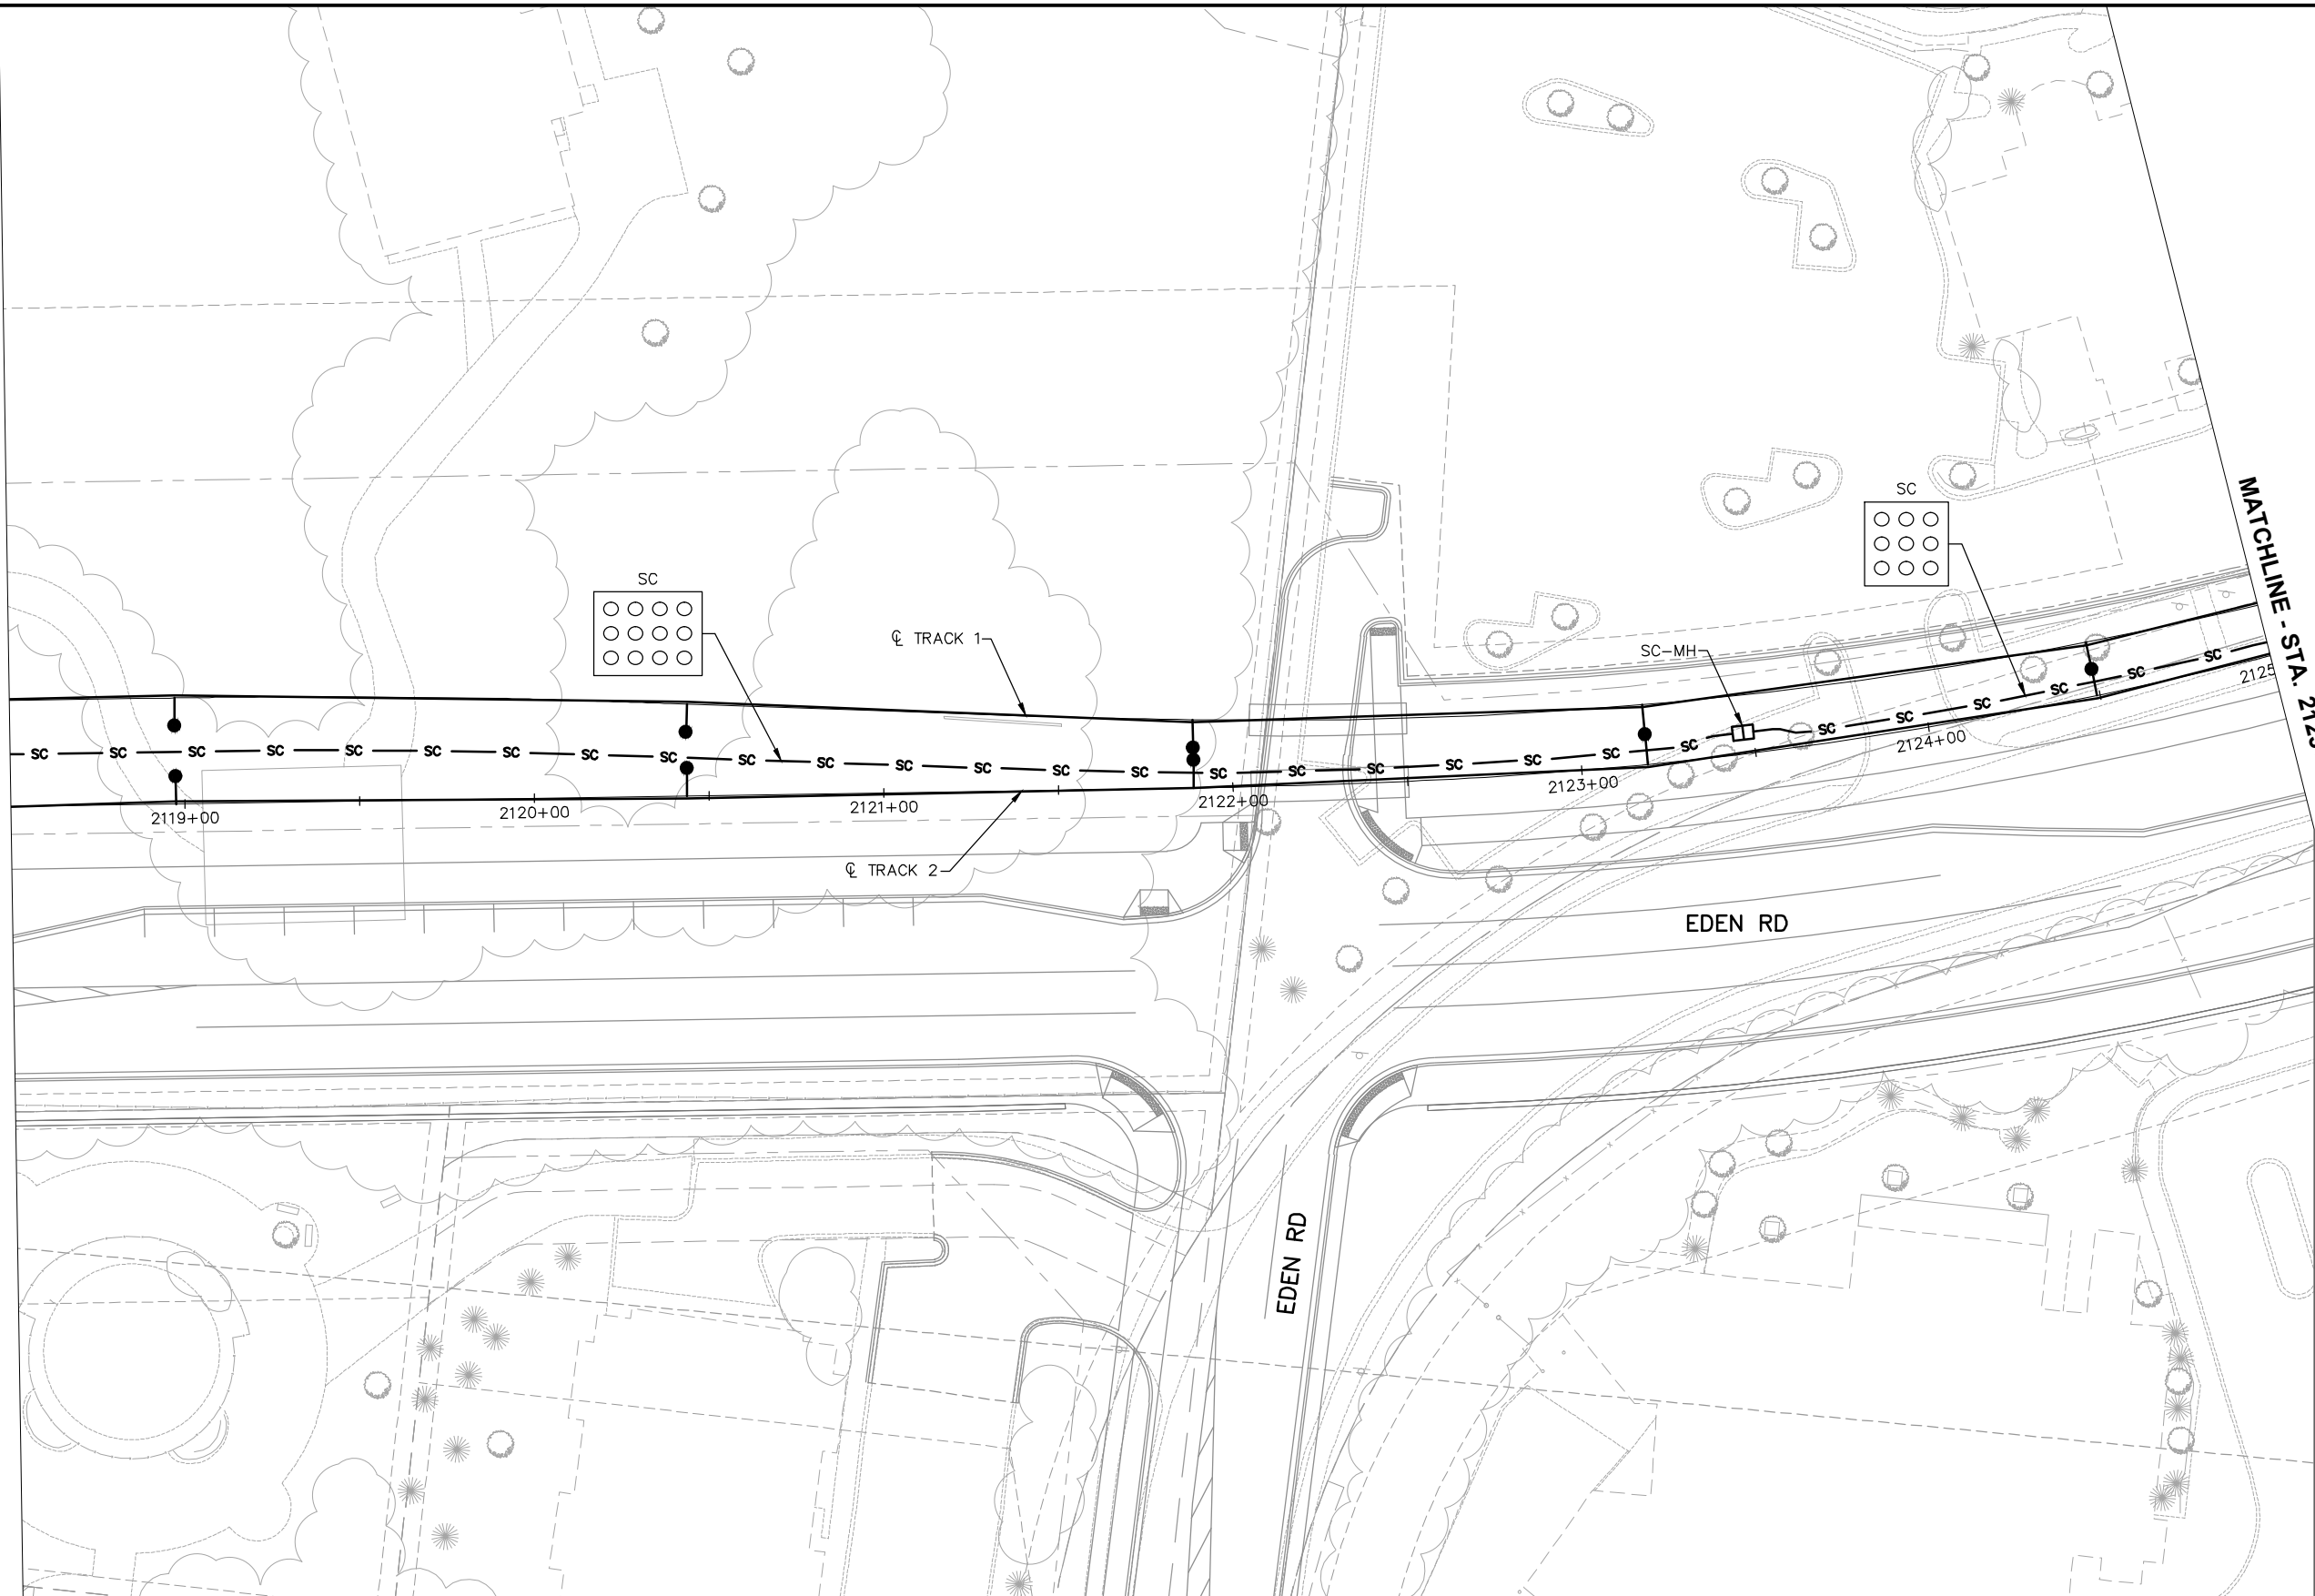 SC
SC
℄ TRACK 1
SC-MH
MATCHLINE - STA. 212
SC SC SC SC SC SC SC SC SC SC SC SC SC SC SC SC SC SC SC SC SC SC SC SC SC SC SC SC
2119+00
2120+00
2121+00
2122+00
2123+00
2124+00
2125
℄ TRACK 2
EDEN RD
EDEN RD